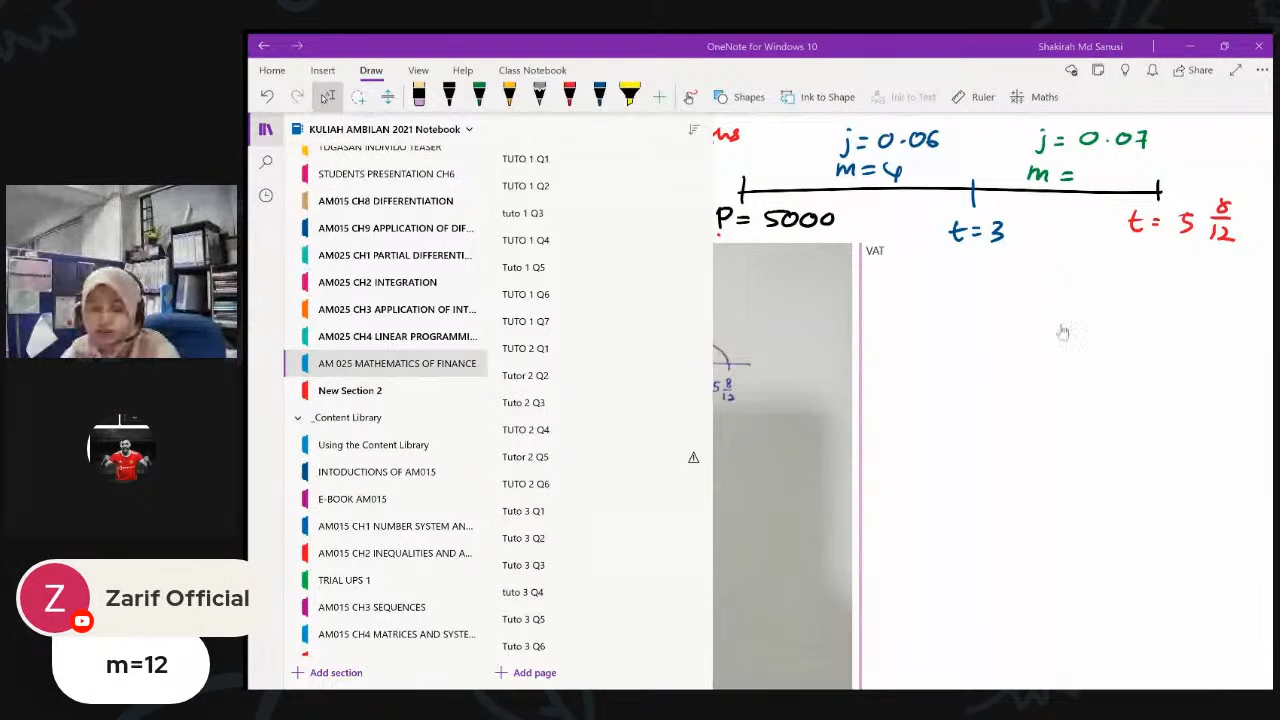 OneNote for Windows 10
Shakirah Md Sanusi
Home
Insert
Draw
View
Help
Class Notebook
Share
Shapes
Ink to Shape
Ink to Text
Ruler
Maths
KULIAH AMBILAN 2021 Notebook
TUGASAN INDIVIDU TEASER
STUDENTS PRESENTATION CH6
AM015 CH8 DIFFERENTIATION
AM015 CH9 APPLICATION OF DIF...
AM025 CH1 PARTIAL DIFFERENTI...
AM025 CH2 INTEGRATION
AM025 CH3 APPLICATION OF INT...
AM025 CH4 LINEAR PROGRAMMI...
AM 025 MATHEMATICS OF FINANCE
New Section 2
_Content Library
Using the Content Library
INTODUCTIONS OF AM015
E-BOOK AM015
AM015 CH1 NUMBER SYSTEM AN...
AM015 CH2 INEQUALITIES AND A...
TRIAL UPS 1
AM015 CH3 SEQUENCES
AM015 CH4 MATRICES AND SYSTE...
Add section
TUTO 1 Q1
TUTO 1 Q2
tuto 1 Q3
TUTO 1 Q4
Tuto 1 Q5
TUTO 1 Q6
TUTO 1 Q7
TUTO 2 Q1
Tutor 2 Q2
Tuto 2 Q3
TUTO 2 Q4
Tutor 2 Q5
TUTO 2 Q6
Tuto 3 Q1
Tuto 3 Q2
Tuto 3 Q3
tuto 3 Q4
Tuto 3 Q5
Tuto 3 Q6
Add page
j = 0.06
m = 4
j = 0.07
m =
P = 5000
t = 3
t = 5 8/12
VAT
5 8/12
Z
Zarif Official
m=12